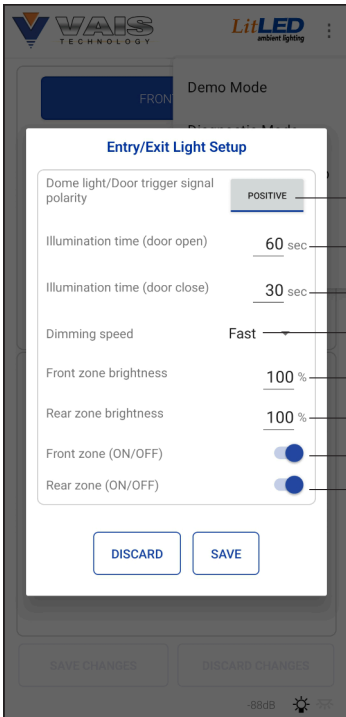 VAIS
TECHNOLOGY
LitLED
ambient lighting
FRON
Demo Mode
Diagnostic Mode
Entry/Exit Light Setup
Dome light/Door trigger signal
polarity
POSITIVE
Illumination time (door open)
60 sec
Illumination time (door close)
30 sec
Dimming speed
Fast
Front zone brightness
100 %
Rear zone brightness
100 %
Front zone (ON/OFF)
Rear zone (ON/OFF)
DISCARD
SAVE
SAVE CHANGES
DISCARD CHANGES
-88dB